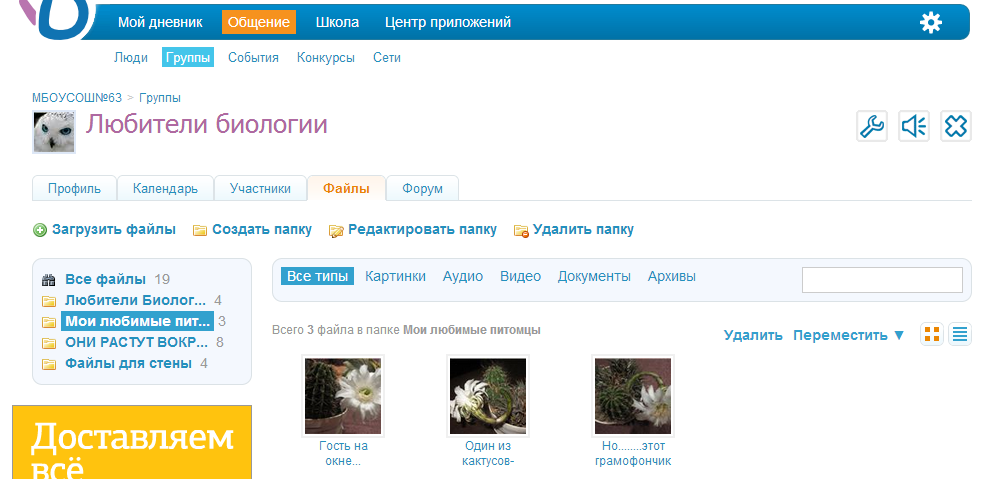 Мой дневник Общение Школа Центр приложений
Люди Группы События Конкурсы Сети
МБОУСОШ№63 > Группы
Любители биологии
Профиль Календарь Участники Файлы Форум
Загрузить файлы Создать папку Редактировать папку Удалить папку
Все файлы 19
Любители Биолог... 4
Мои любимые пит... 3
ОНИ РАСТУТ ВОКР... 8
Файлы для стены 4
Все типы Картинки Аудио Видео Документы Архивы
Всего 3 файла в папке Мои любимые питомцы
Удалить Переместить ▼
Гость на
окне...
Один из
кактусов-
Но........этот
грамофончик
Доставляем
всё